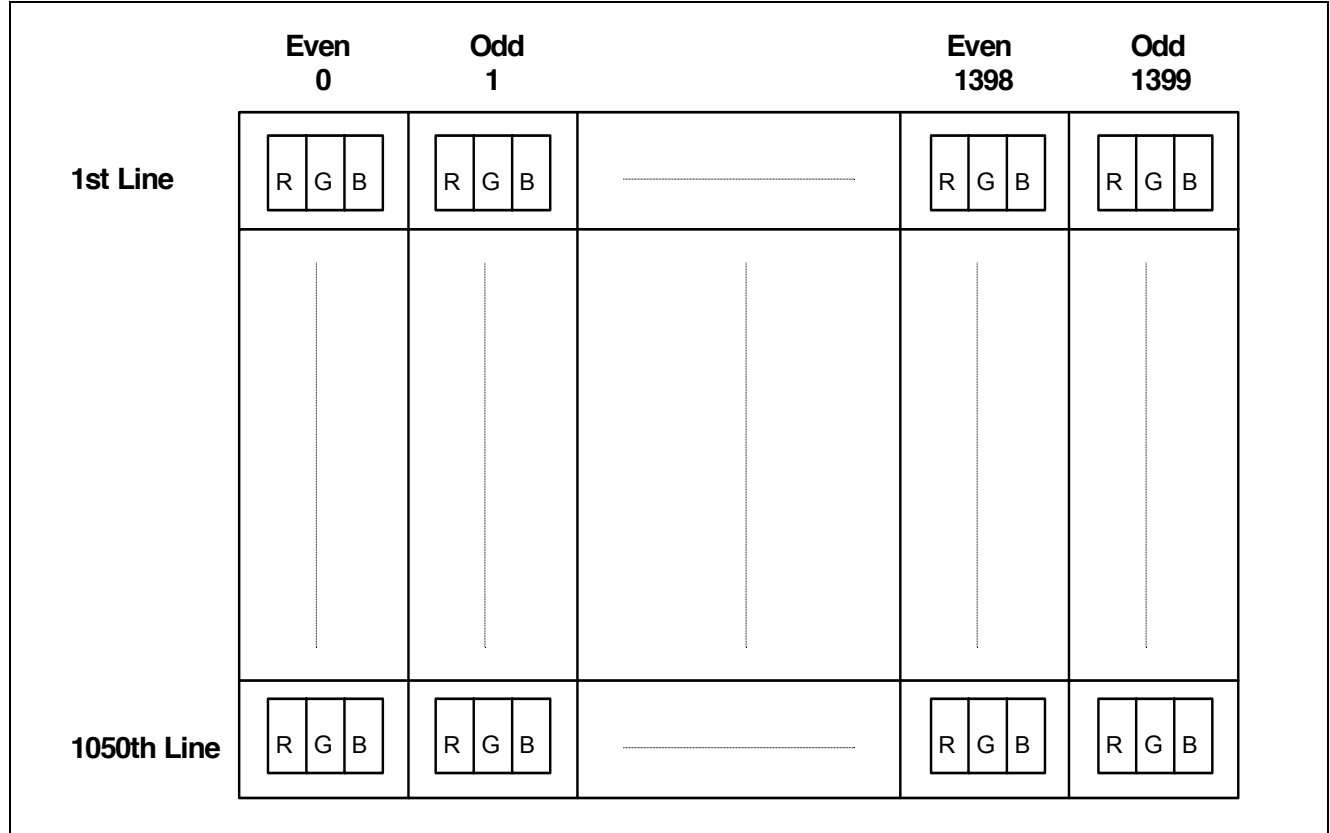 Even Odd Even Odd
0 1 1398 1399
1st Line R G B R G B R G B R G B
1050th Line R G B R G B R G B R G B